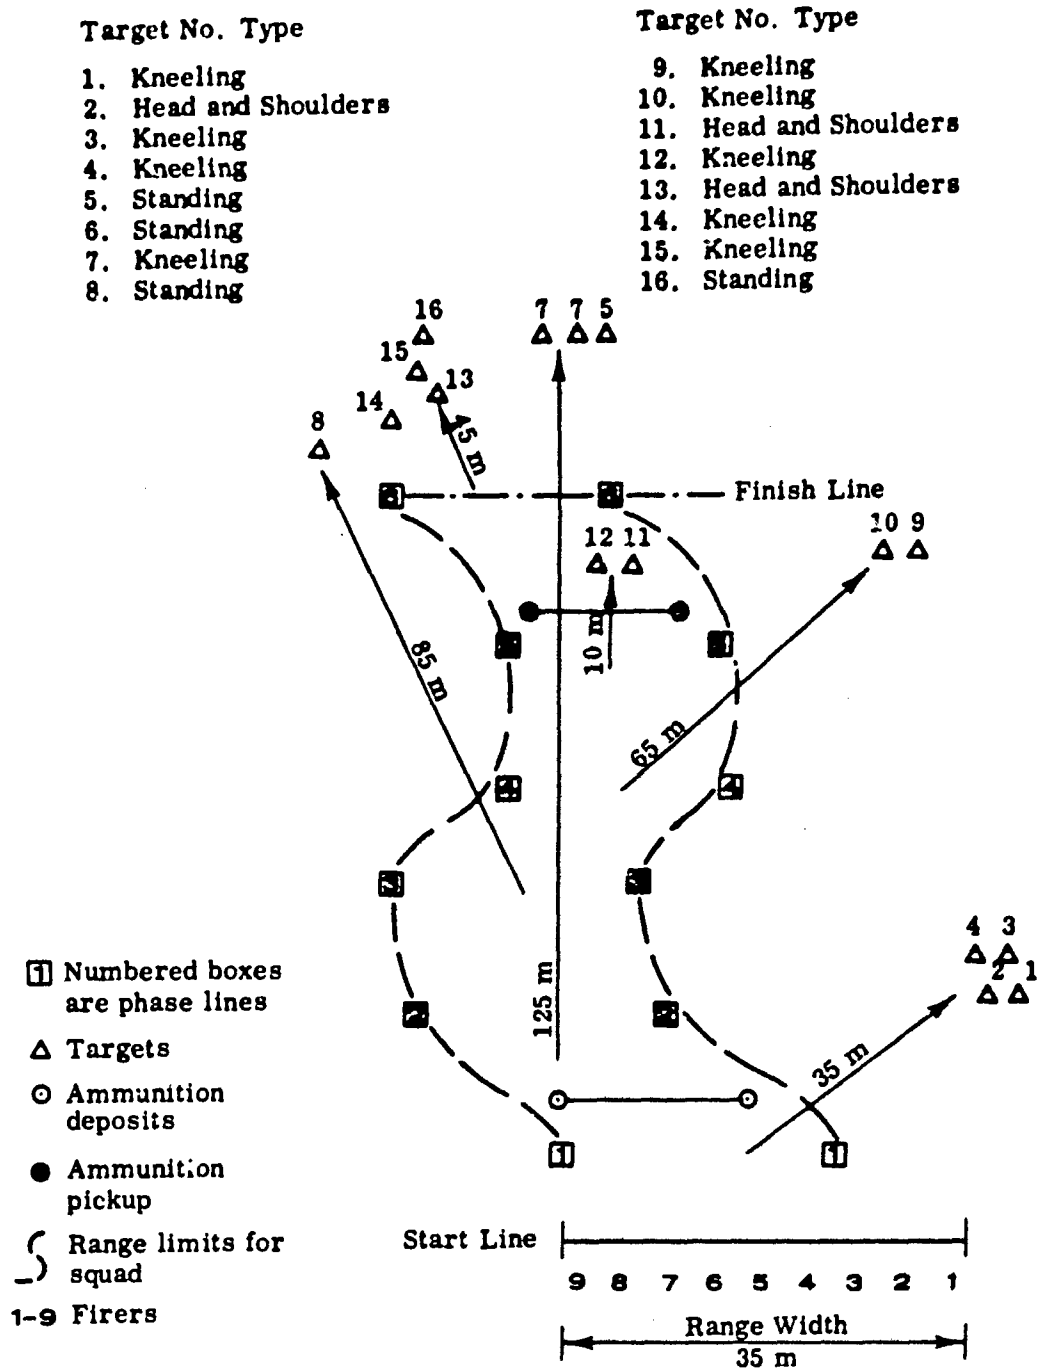 Target No. Type
1. Kneeling
2. Head and Shoulders
3. Kneeling
4. Kneeling
5. Standing
6. Standing
7. Kneeling
8. Standing
Target No. Type
9. Kneeling
10. Kneeling
11. Head and Shoulders
12. Kneeling
13. Head and Shoulders
14. Kneeling
15. Kneeling
16. Standing
16
7 7 5
15
13
14
8
45 m
Finish Line
10 9
12 11
10 m
85 m
65 m
4
4
4 3
2 1
125 m
35 m
1 Numbered boxes
are phase lines
Targets
Ammunition
deposits
1
1
Ammunition
pickup
Range limits for
squad
1-9 Firers
Start Line
9 8 7 6 5 4 3 2 1
Range Width
35 m